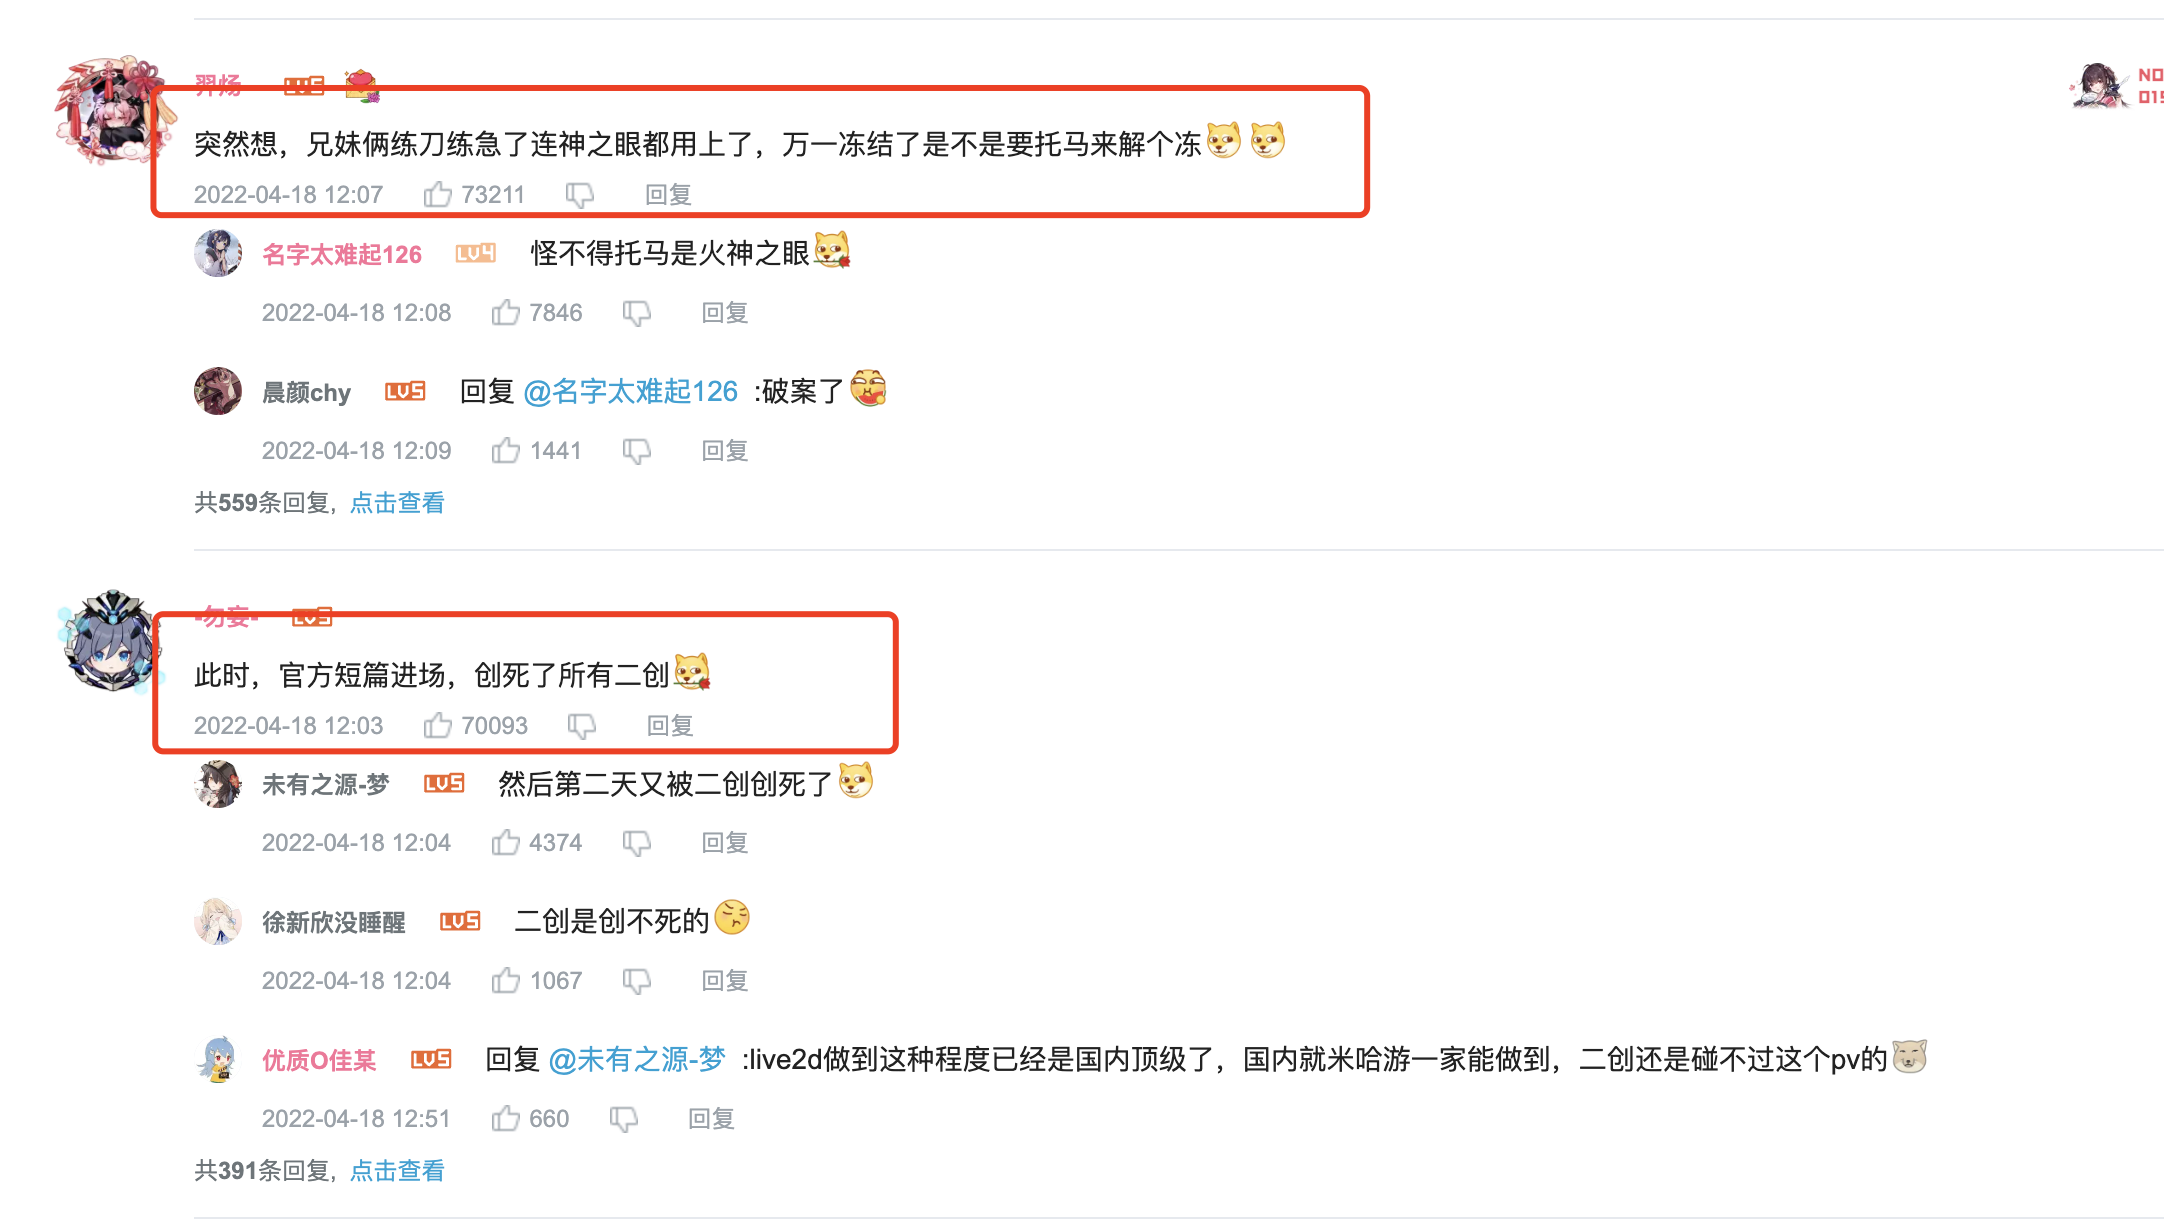 羿炀 LV6
NO
015
突然想，兄妹俩练刀练急了连神之眼都用上了，万一冻结了是不是要托马来解个冻
2022-04-18 12:07 73211 回复
名字太难起126 LV4 怪不得托马是火神之眼
2022-04-18 12:08 7846 回复
晨颜chy LV5 回复 @名字太难起126 :破案了
2022-04-18 12:09 1441 回复
共559条回复, 点击查看
-勿妄- LV5
此时，官方短篇进场，创死了所有二创
2022-04-18 12:03 70093 回复
未有之源-梦 LV5 然后第二天又被二创创死了
2022-04-18 12:04 4374 回复
徐新欣没睡醒 LV5 二创是创不死的
2022-04-18 12:04 1067 回复
优质O佳某 LV5 回复 @未有之源-梦 :live2d做到这种程度已经是国内顶级了，国内就米哈游一家能做到，二创还是碰不过这个pv的
2022-04-18 12:51 660 回复
共391条回复, 点击查看